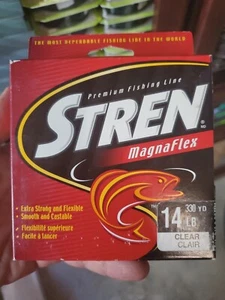 THE MOST DEPENDABLE FISHING LINE IN THE WORLD
Premium Fishing Line
STREN
MagnaFlex
• Extra Strong and Flexible
• Smooth and Castable
• Flexibilité supérieure
• Facile à lancer
330 YD
14 LB
CLEAR
CLAIR